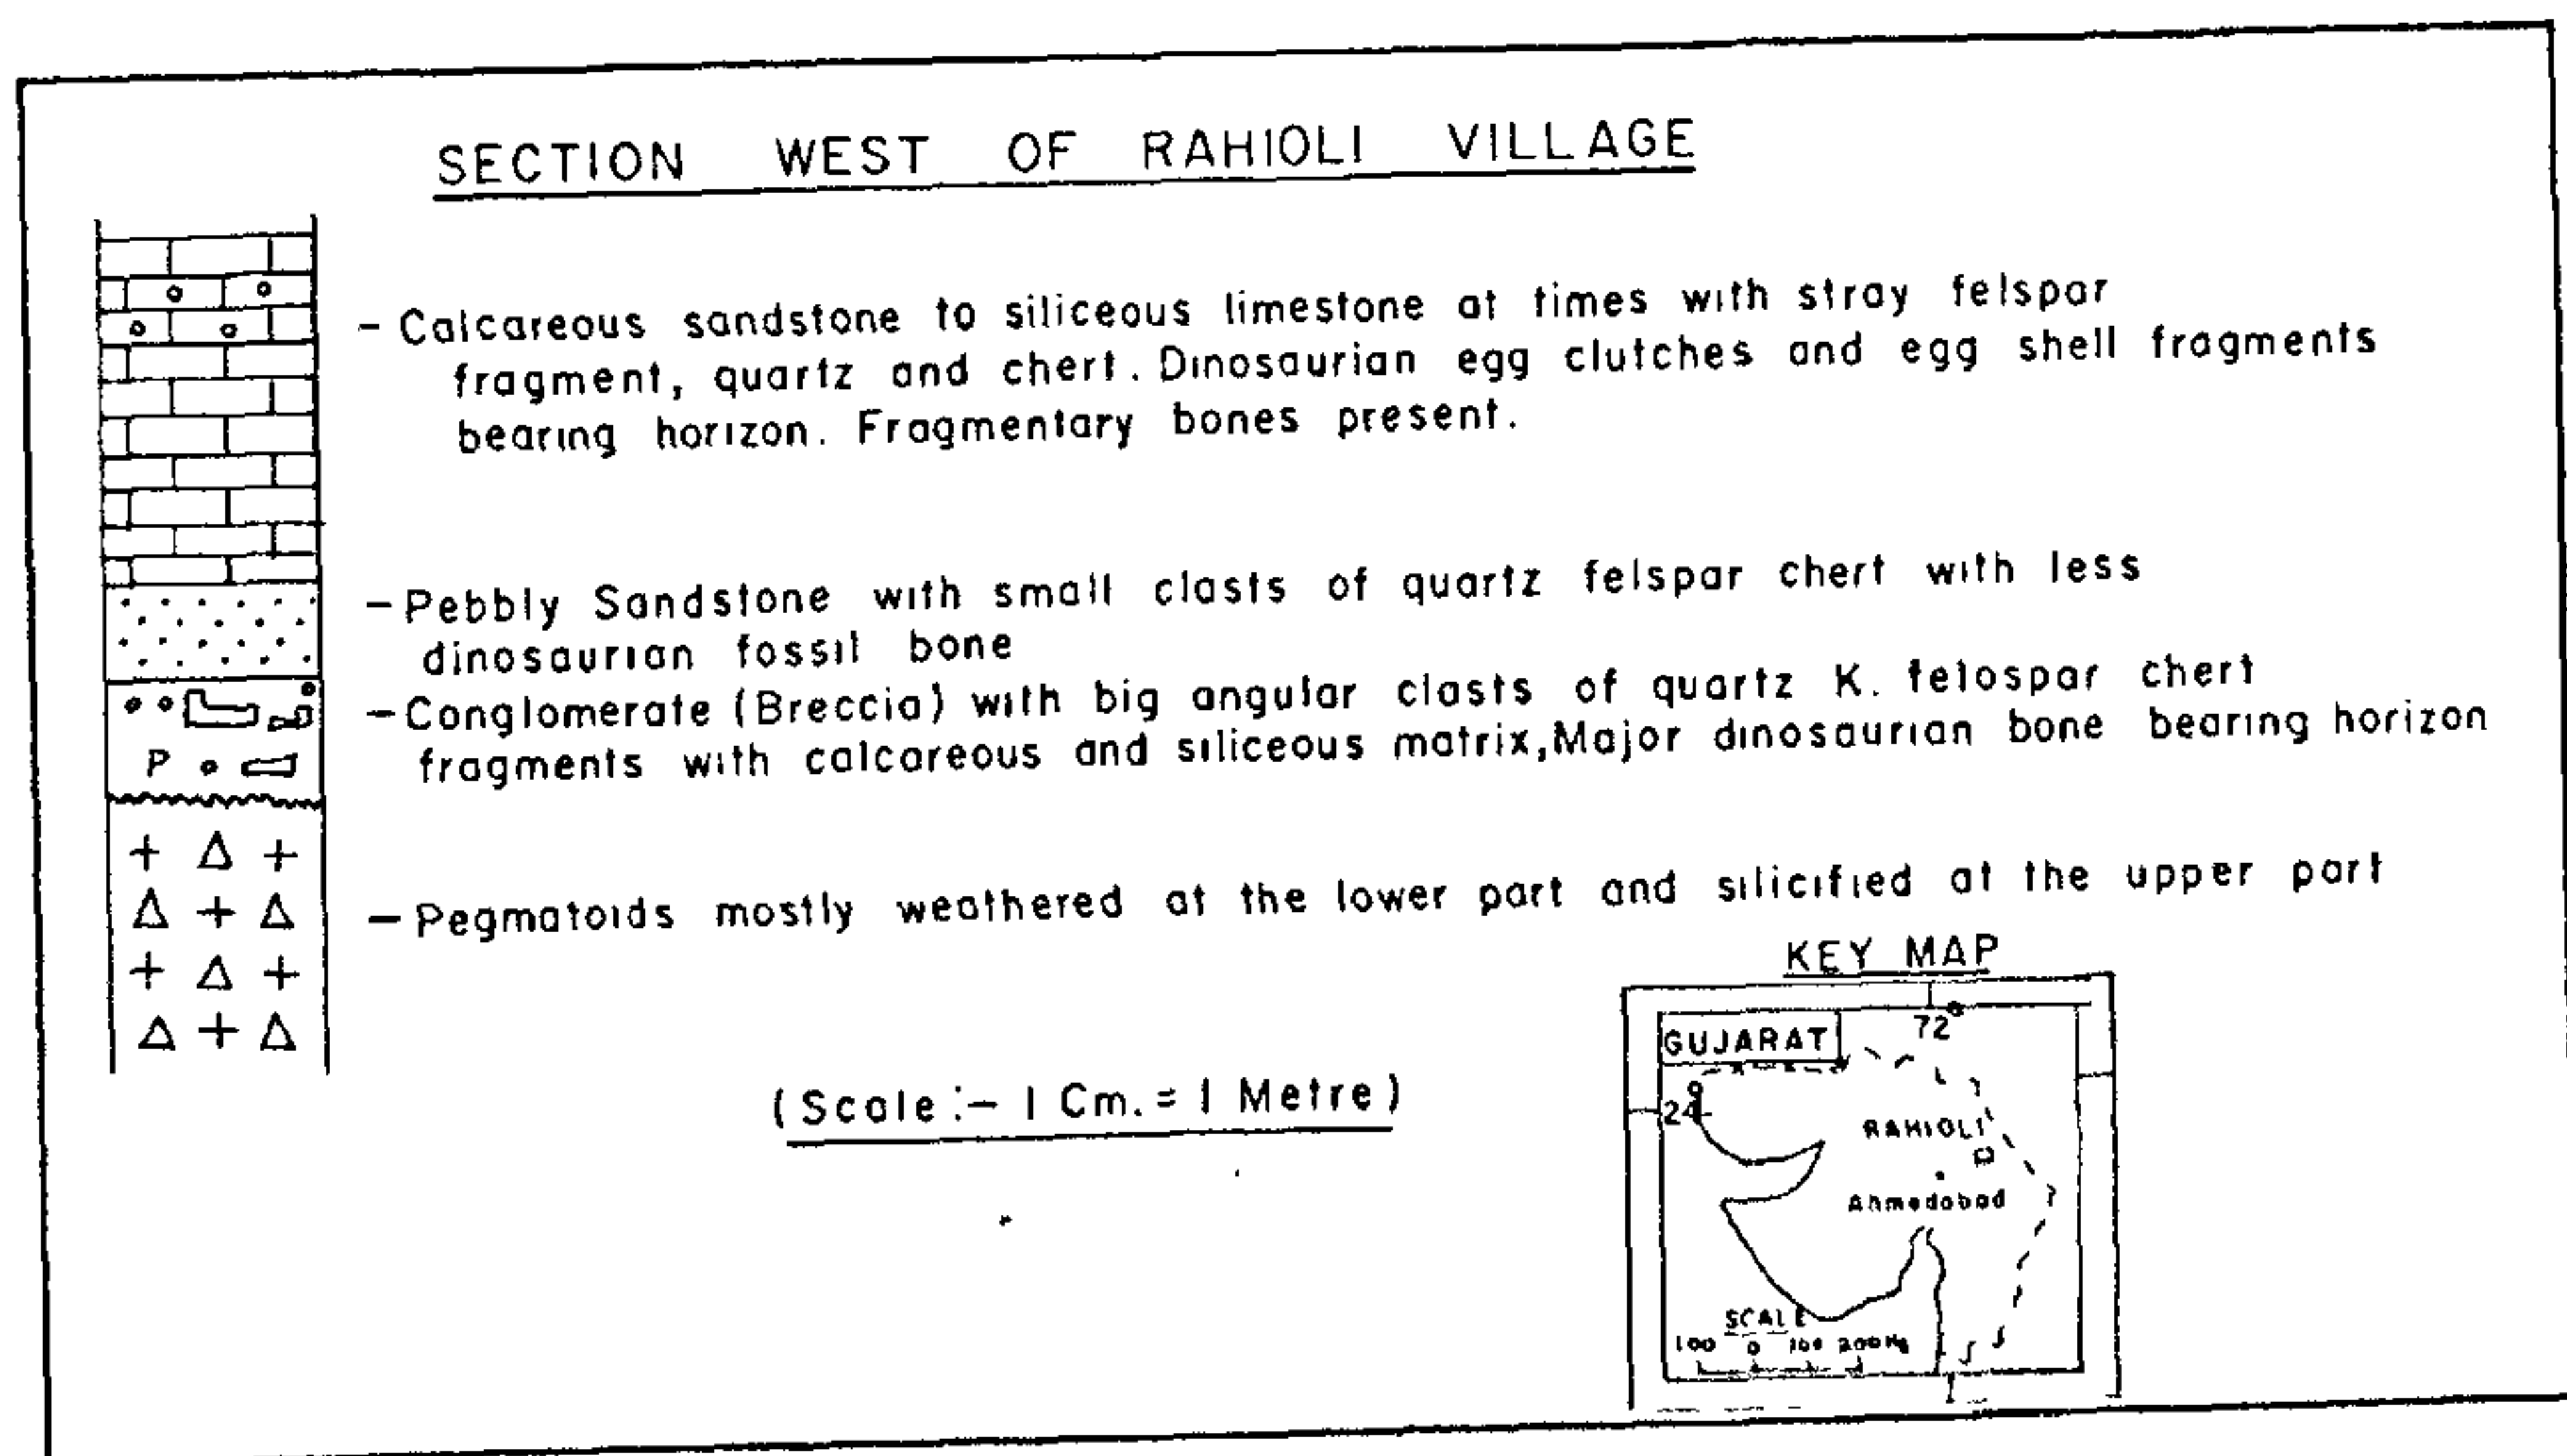 SECTION WEST OF RAHIOLI VILLAGE
- Calcareous sandstone to siliceous limestone at times with stray felspar
fragment, quartz and chert. Dinosaurian egg clutches and egg shell fragments
bearing horizon. Fragmentary bones present.
- Pebbly Sandstone with small clasts of quartz felspar chert with less
dinosaurian fossil bone
- Conglomerate (Breccia) with big angular clasts of quartz K. felospar chert
fragments with calcareous and siliceous matrix, Major dinosaurian bone bearing horizon
P
- Pegmatoids mostly weathered at the lower part and silicified at the upper part
(Scale :- 1 Cm. = 1 Metre)
KEY MAP
GUJARAT
72°
24°
RAHIOLI
Ahmedabad
SCALE
100 0 100 200